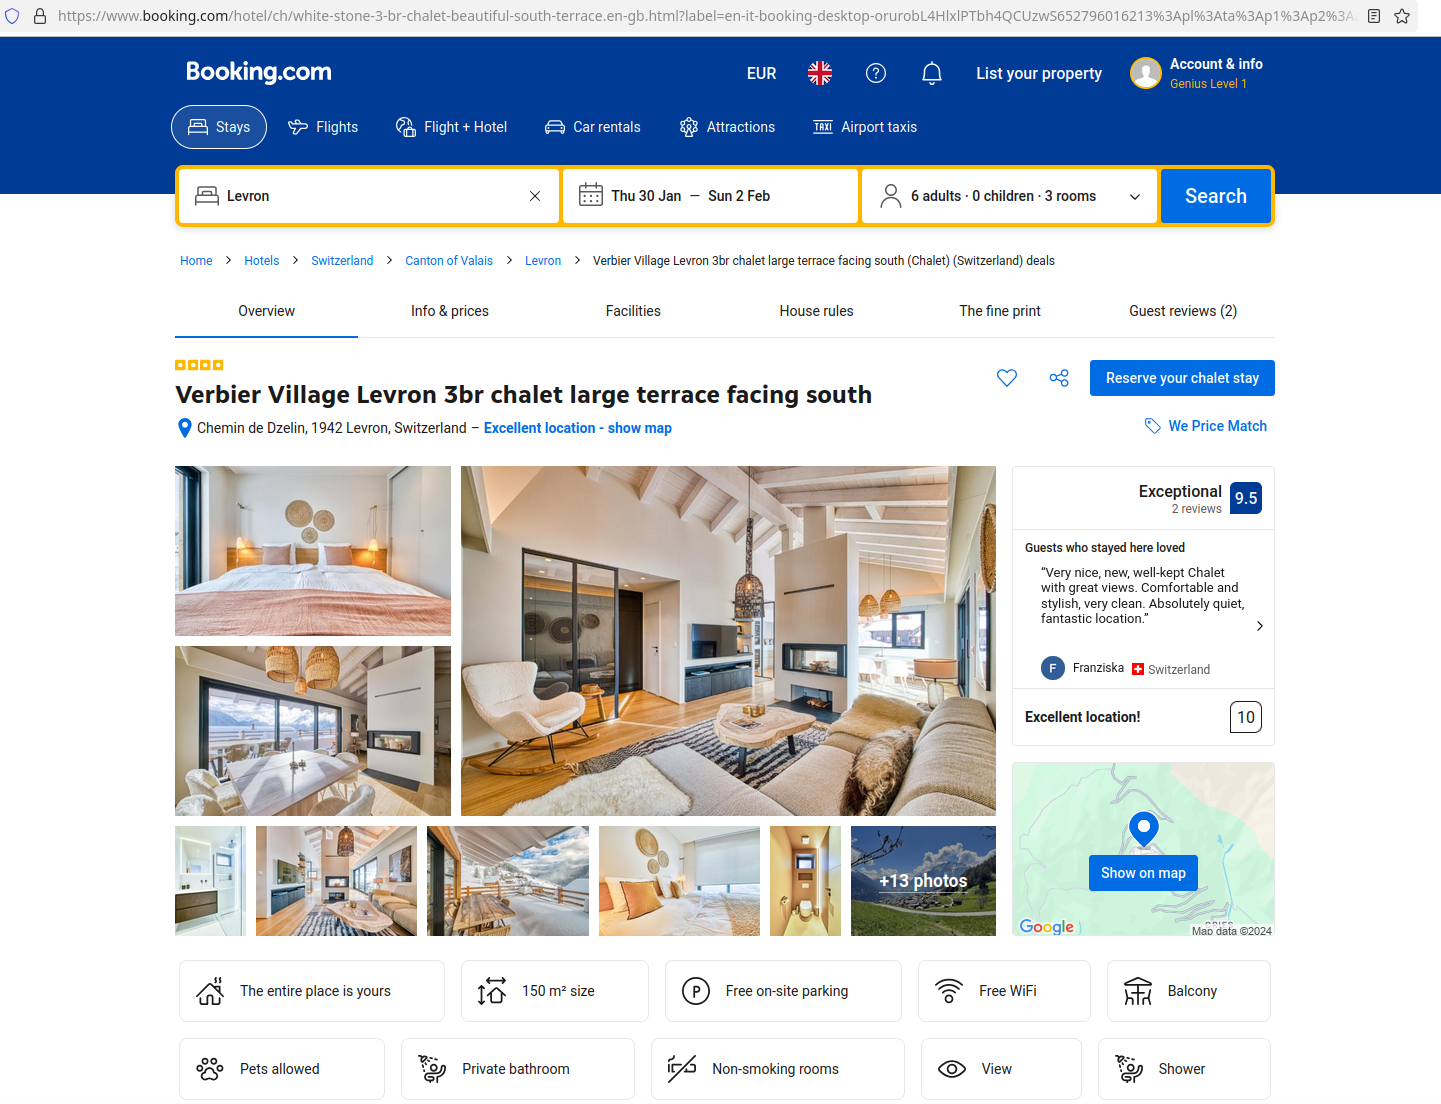 https://www.booking.com/hotel/ch/white-stone-3-br-chalet-beautiful-south-terrace.en-gb.html?label=en-it-booking-desktop-orurobL4HlxlPTbh4QCUzwS652796016213%3Apl%3Ata%3Ap1%3Ap2%3A
Booking.com
EUR
List your property
Account & info
Genius Level 1
Stays
Flights
Flight + Hotel
Car rentals
Attractions
TAXI Airport taxis
Levron
Thu 30 Jan — Sun 2 Feb
6 adults · 0 children · 3 rooms
Search
Home > Hotels > Switzerland > Canton of Valais > Levron > Verbier Village Levron 3br chalet large terrace facing south (Chalet) (Switzerland) deals
Overview
Info & prices
Facilities
House rules
The fine print
Guest reviews (2)
Verbier Village Levron 3br chalet large terrace facing south
Reserve your chalet stay
Chemin de Dzelin, 1942 Levron, Switzerland – Excellent location - show map
We Price Match
Exceptional
2 reviews
9.5
Guests who stayed here loved
“Very nice, new, well-kept Chalet
with great views. Comfortable and
stylish, very clean. Absolutely quiet,
fantastic location.”
F Franziska Switzerland
Excellent location! 10
+13 photos
Show on map
Google
Map data ©2024
The entire place is yours
150 m² size
P Free on-site parking
Free WiFi
Balcony
Pets allowed
Private bathroom
Non-smoking rooms
View
Shower